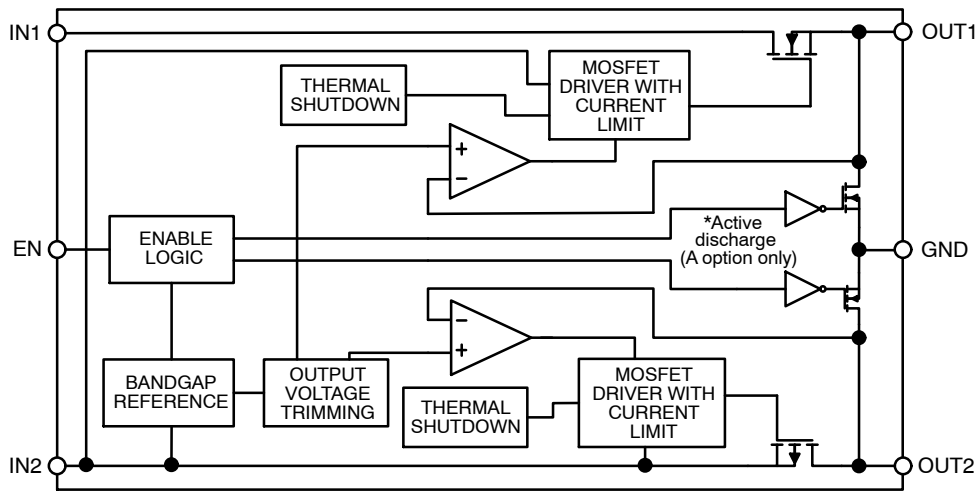 IN1
OUT1
THERMAL
SHUTDOWN
MOSFET
DRIVER WITH
CURRENT
LIMIT
+
−
EN
ENABLE
LOGIC
*Active
discharge
(A option only)
GND
−
+
BANDGAP
REFERENCE
OUTPUT
VOLTAGE
TRIMMING
THERMAL
SHUTDOWN
MOSFET
DRIVER WITH
CURRENT
LIMIT
IN2
OUT2